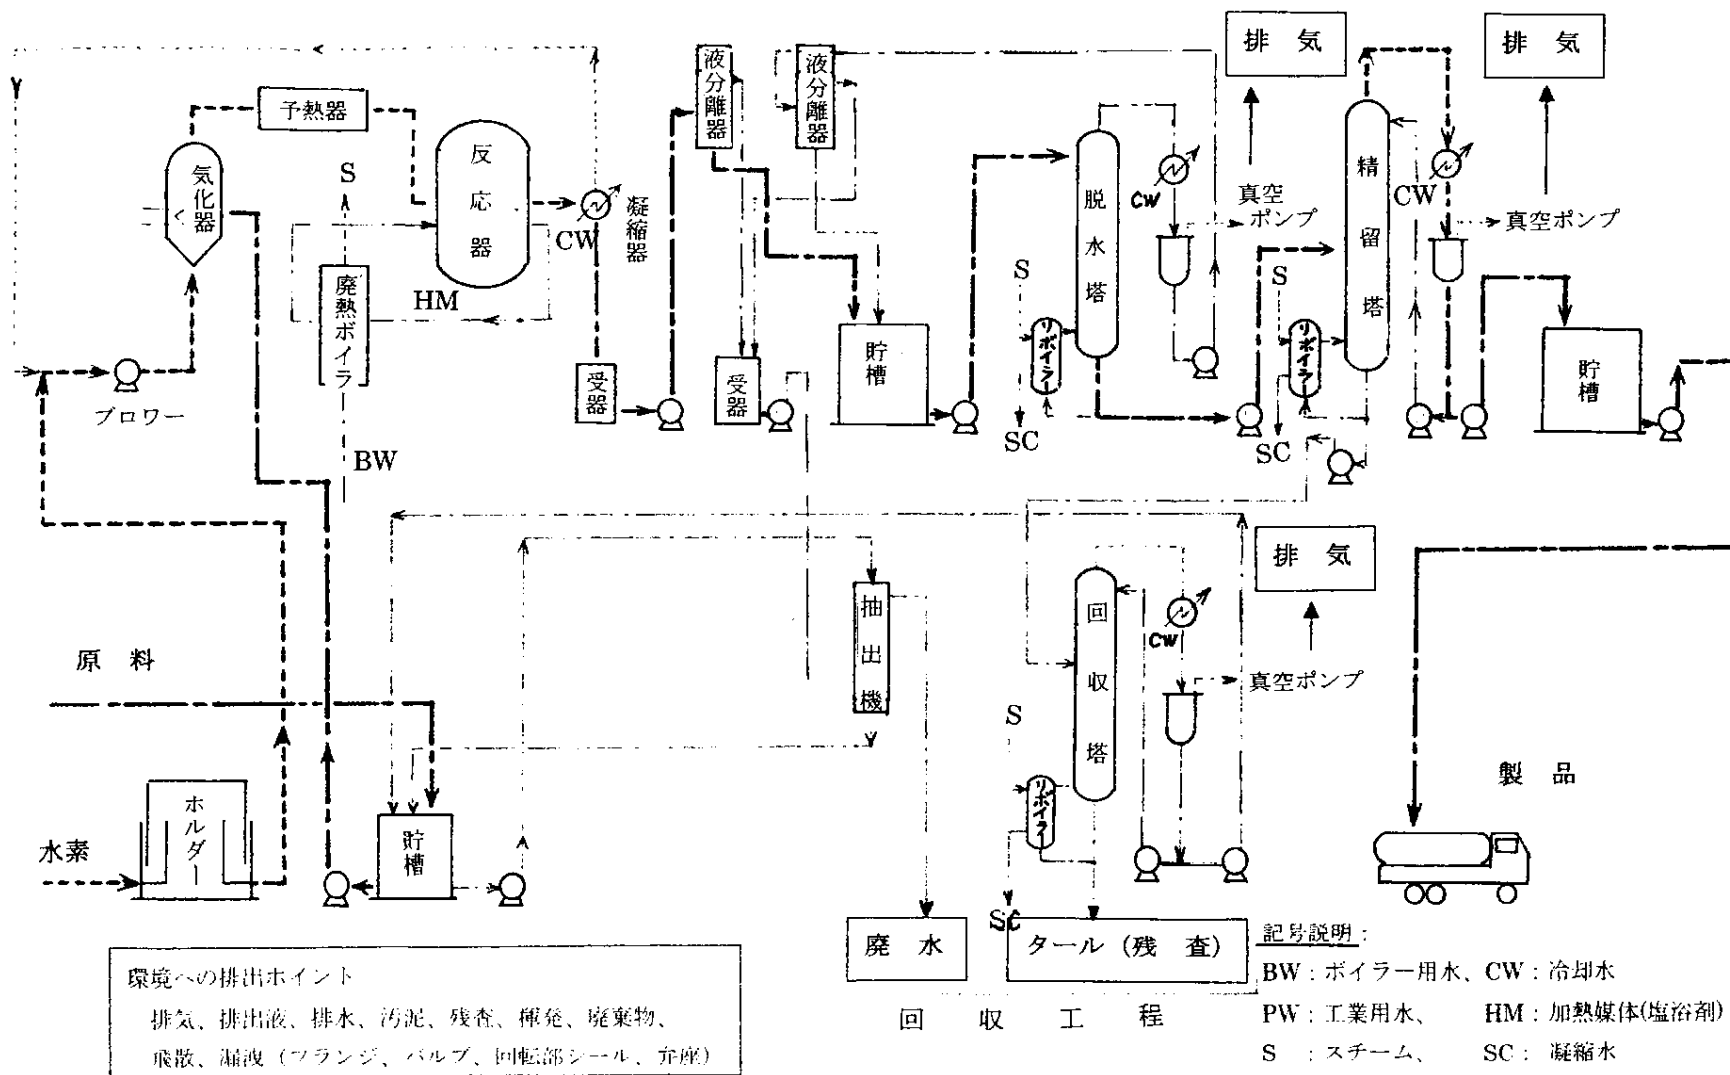 排 気
排 気
予熱器
液分離器
液分離器
反応器
気化器
S
凝縮器
CW
脱水塔
CW
真空
ポンプ
精留塔
CW
真空ポンプ
廃熱ボイラ
HM
S
S
リボイラー
リボイラー
貯槽
貯槽
受器
受器
ブロワー
SC
SC
BW
排 気
抽出機
回収塔
CW
真空ポンプ
原 料
S
リボイラ
製 品
ホルダー
水素
貯槽
SC
廃 水
タール (残 査)
回 収 工 程
記号説明:
BW:ボイラー用水、CW:冷却水
PW:工業用水、 HM:加熱媒体(塩浴剤)
S :スチーム、 SC: 凝縮水
環境への排出ポイント
排気、排出液、排水、汚泥、残査、揮発、廃棄物、
飛散、漏洩(フランジ、バルブ、回転部シール、弁座)